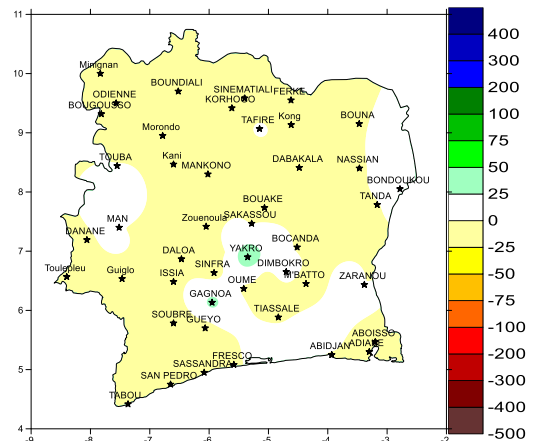 11
400
Minignan
10
300
BOUNDIALI
SINEMATIALI
FERKE
200
ODIENNE
KORHOGO
BOUGOUSSO
TAFIRE
Kong
BOUNA
100
9
Morondo
75
TOUBA
Kani
MANKONO
DABAKALA
NASSIAN
50
BONDOUKOU
25
8
BOUAKE
TANDA
MAN
Zouenoula
SAKASSOU
0
DANANE
BOCANDA
-25
7
DALOA
YAKRO
Toulepleu
Guiglo
ISSIA
SINFRA
DIMBOKRO
M'BATTO
ZARANOU
-50
OUME
GAGNOA
-75
6
SOUBRE
GUEYO
TIASSALE
-100
ABOISSO
ABIDJAN
ADIAKE
FRESCO
5
SASSANDRA
-200
SAN PEDRO
-300
TABOU
-400
4
-500
-9
-8
-7
-6
-5
-4
-3
-2